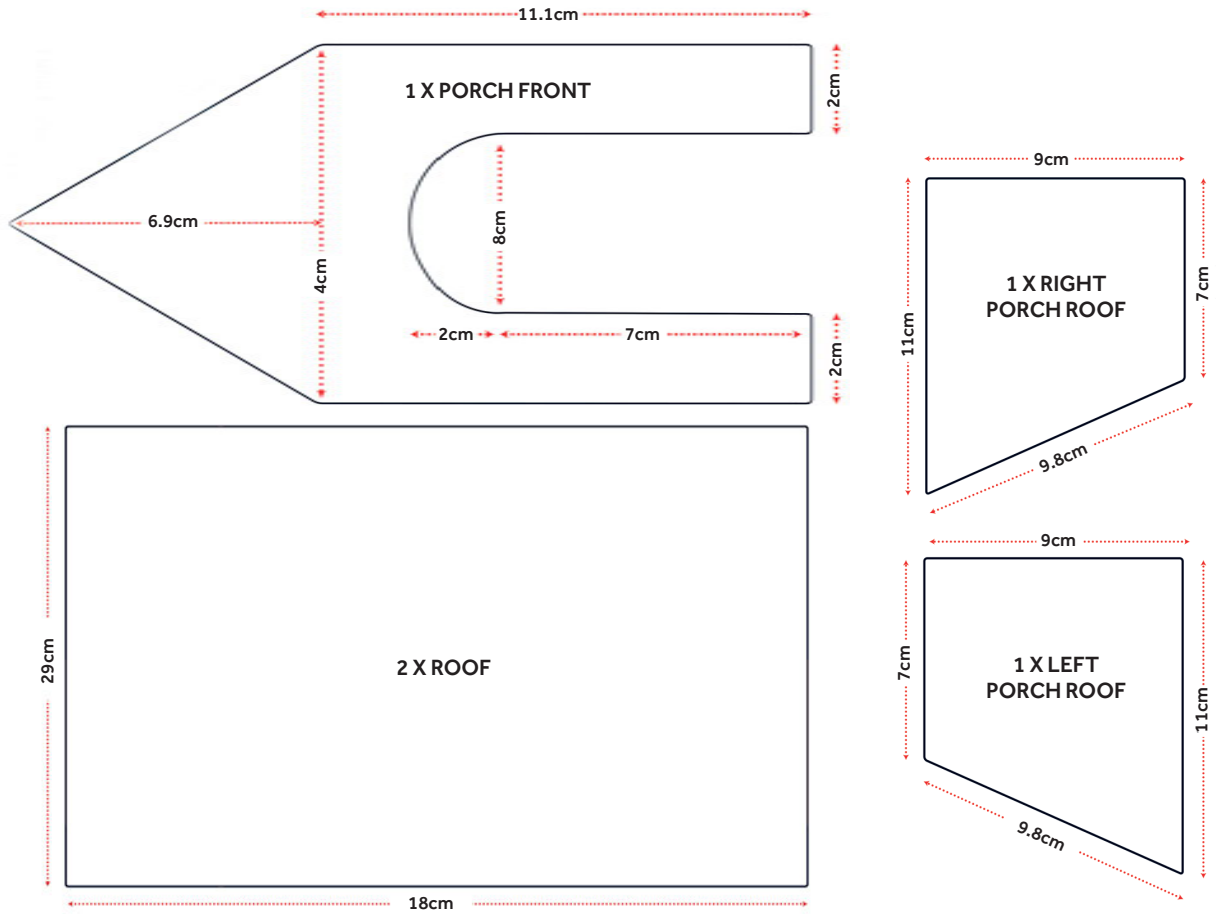 11.1cm
1 X PORCH FRONT
2cm
6.9cm
4cm
8cm
2cm
7cm
2cm
9cm
11cm
1 X RIGHT
PORCH ROOF
7cm
9.8cm
29cm
2 X ROOF
18cm
9cm
7cm
1 X LEFT
PORCH ROOF
11cm
9.8cm